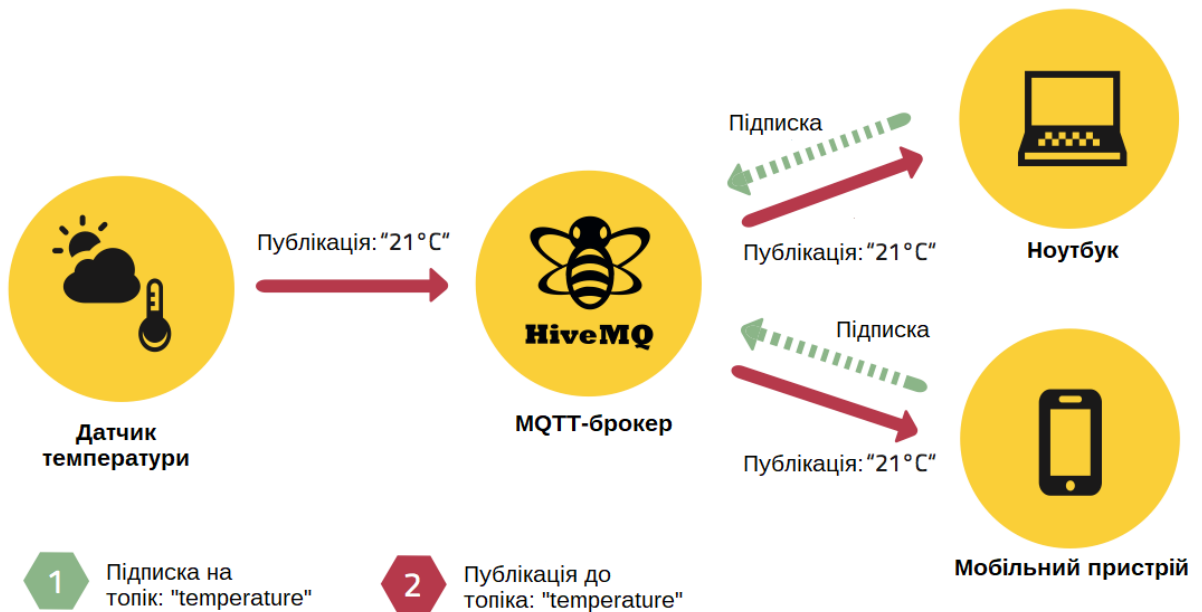 Підписка
Публікація: "21°C"
Публікація: "21°C"
Ноутбук
HiveMQ
Підписка
MQTT-брокер
Датчик
температури
Публікація: "21°C"
Мобільний пристрій
1
Підписка на
топік: "temperature"
2
Публікація до
топіка: "temperature"